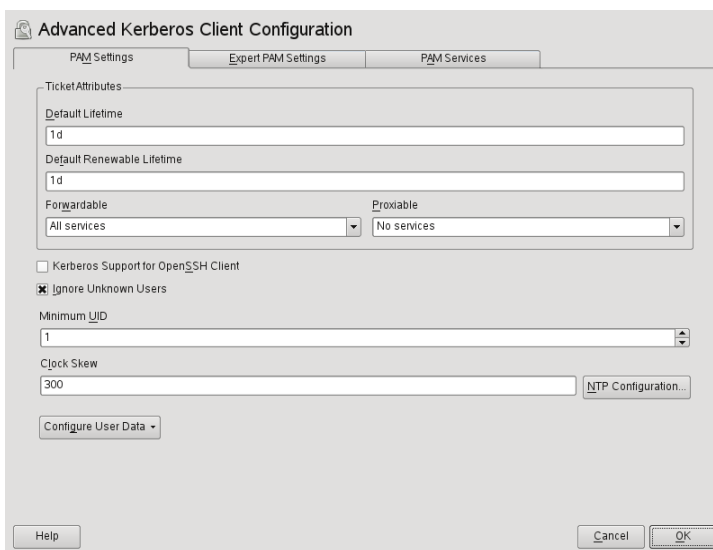 Advanced Kerberos Client Configuration
PAM Settings
Expert PAM Settings
PAM Services
Ticket Attributes
Default Lifetime
1d
Default Renewable Lifetime
1d
Forwardable
Proxiable
All services
No services
Kerberos Support for OpenSSH Client
Ignore Unknown Users
Minimum UID
1
Clock Skew
300
NTP Configuration...
Configure User Data
Help
Cancel
OK